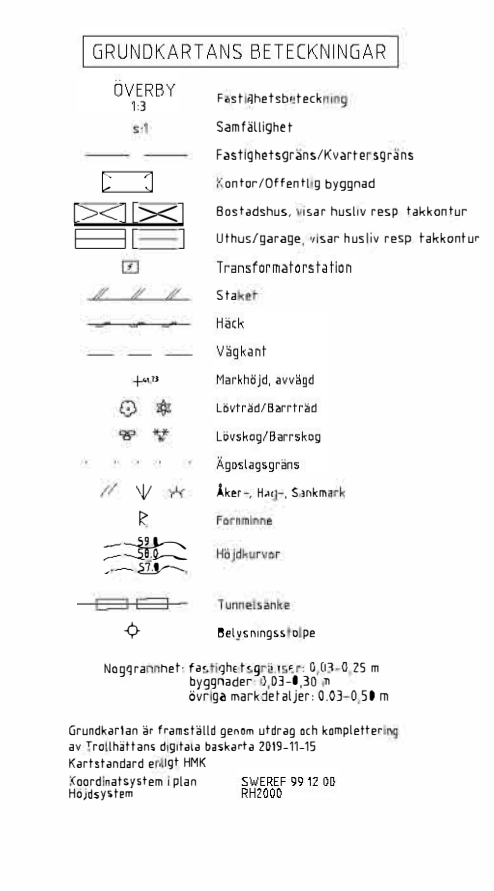 GRUNDKARTANS BETECKNINGAR
ÖVERBY
1:3 Fastighetsbeteckning
s:1 Samfällighet
Fastighetsgräns/Kvartersgräns
Kontor/Offentlig byggnad
Bostadshus, visar husliv resp takkontur
Uthus/garage, visar husliv resp takkontur
Transformatorstation
Staket
Häck
Vägkant
+41,73 Markhöjd, avvägd
Lövträd/Barrträd
Lövskog/Barrskog
Ägoslagsgräns
Åker-, Hag-, Sankmark
R Fornminne
59.0
58.0 Höjdkurvor
57.0
Tunnelsänke
Belysningsstolpe
Noggrannhet: fastighetsgränser: 0,03-0,25 m
byggnader: 0,03-0,30 m
övriga markdetaljer: 0.03-0,50 m
Grundkartan är framställd genom utdrag och komplettering
av Trollhättans digitala baskarta 2019-11-15
Kartstandard enligt HMK
Koordinatsystem i plan SWEREF 99 12 00
Höjdsystem RH2000